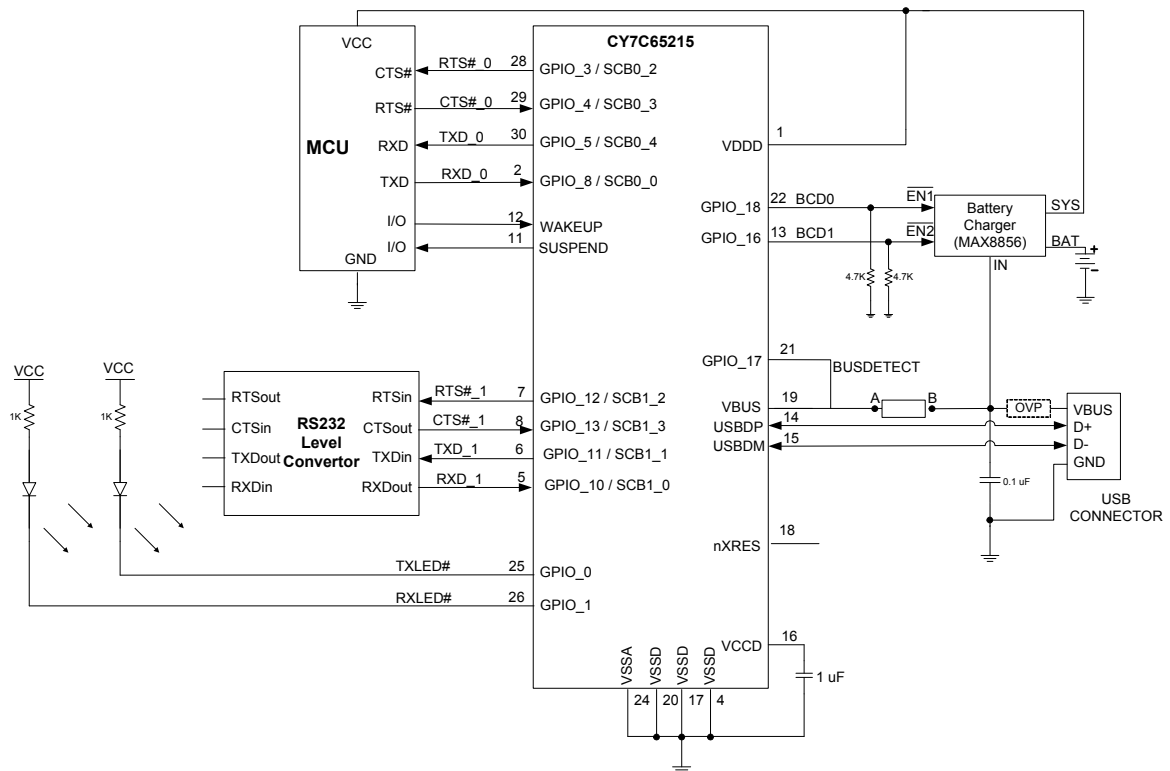 CY7C65215
VCC
MCU
CTS#
RTS#
RXD
TXD
I/O
I/O
GND
RTS#_0
28
GPIO_3 / SCB0_2
CTS#_0
29
GPIO_4 / SCB0_3
TXD_0
30
GPIO_5 / SCB0_4
RXD_0
2
GPIO_8 / SCB0_0
12
WAKEUP
11
SUSPEND
1
VDDD
GPIO_18
22
BCD0
EN1
GPIO_16
13
BCD1
EN2
Battery
Charger
(MAX8856)
SYS
BAT
+
-
IN
4.7K
4.7K
GPIO_17
21
BUSDETECT
VBUS
19
A
B
OVP
USBDP
14
USBDM
15
VBUS
D+
D-
GND
USB
CONNECTOR
0.1 uF
nXRES
18
VCCD
16
1 uF
VCC
VCC
1K
1K
RTSout
CTSin
TXDout
RXDin
RS232
Level
Convertor
RTSin
CTSout
TXDin
RXDout
RTS#_1
7
GPIO_12 / SCB1_2
CTS#_1
8
GPIO_13 / SCB1_3
TXD_1
6
GPIO_11 / SCB1_1
RXD_1
5
GPIO_10 / SCB1_0
TXLED#
25
GPIO_0
RXLED#
26
GPIO_1
VSSA
VSSD
VSSD
VSSD
24
20
17
4